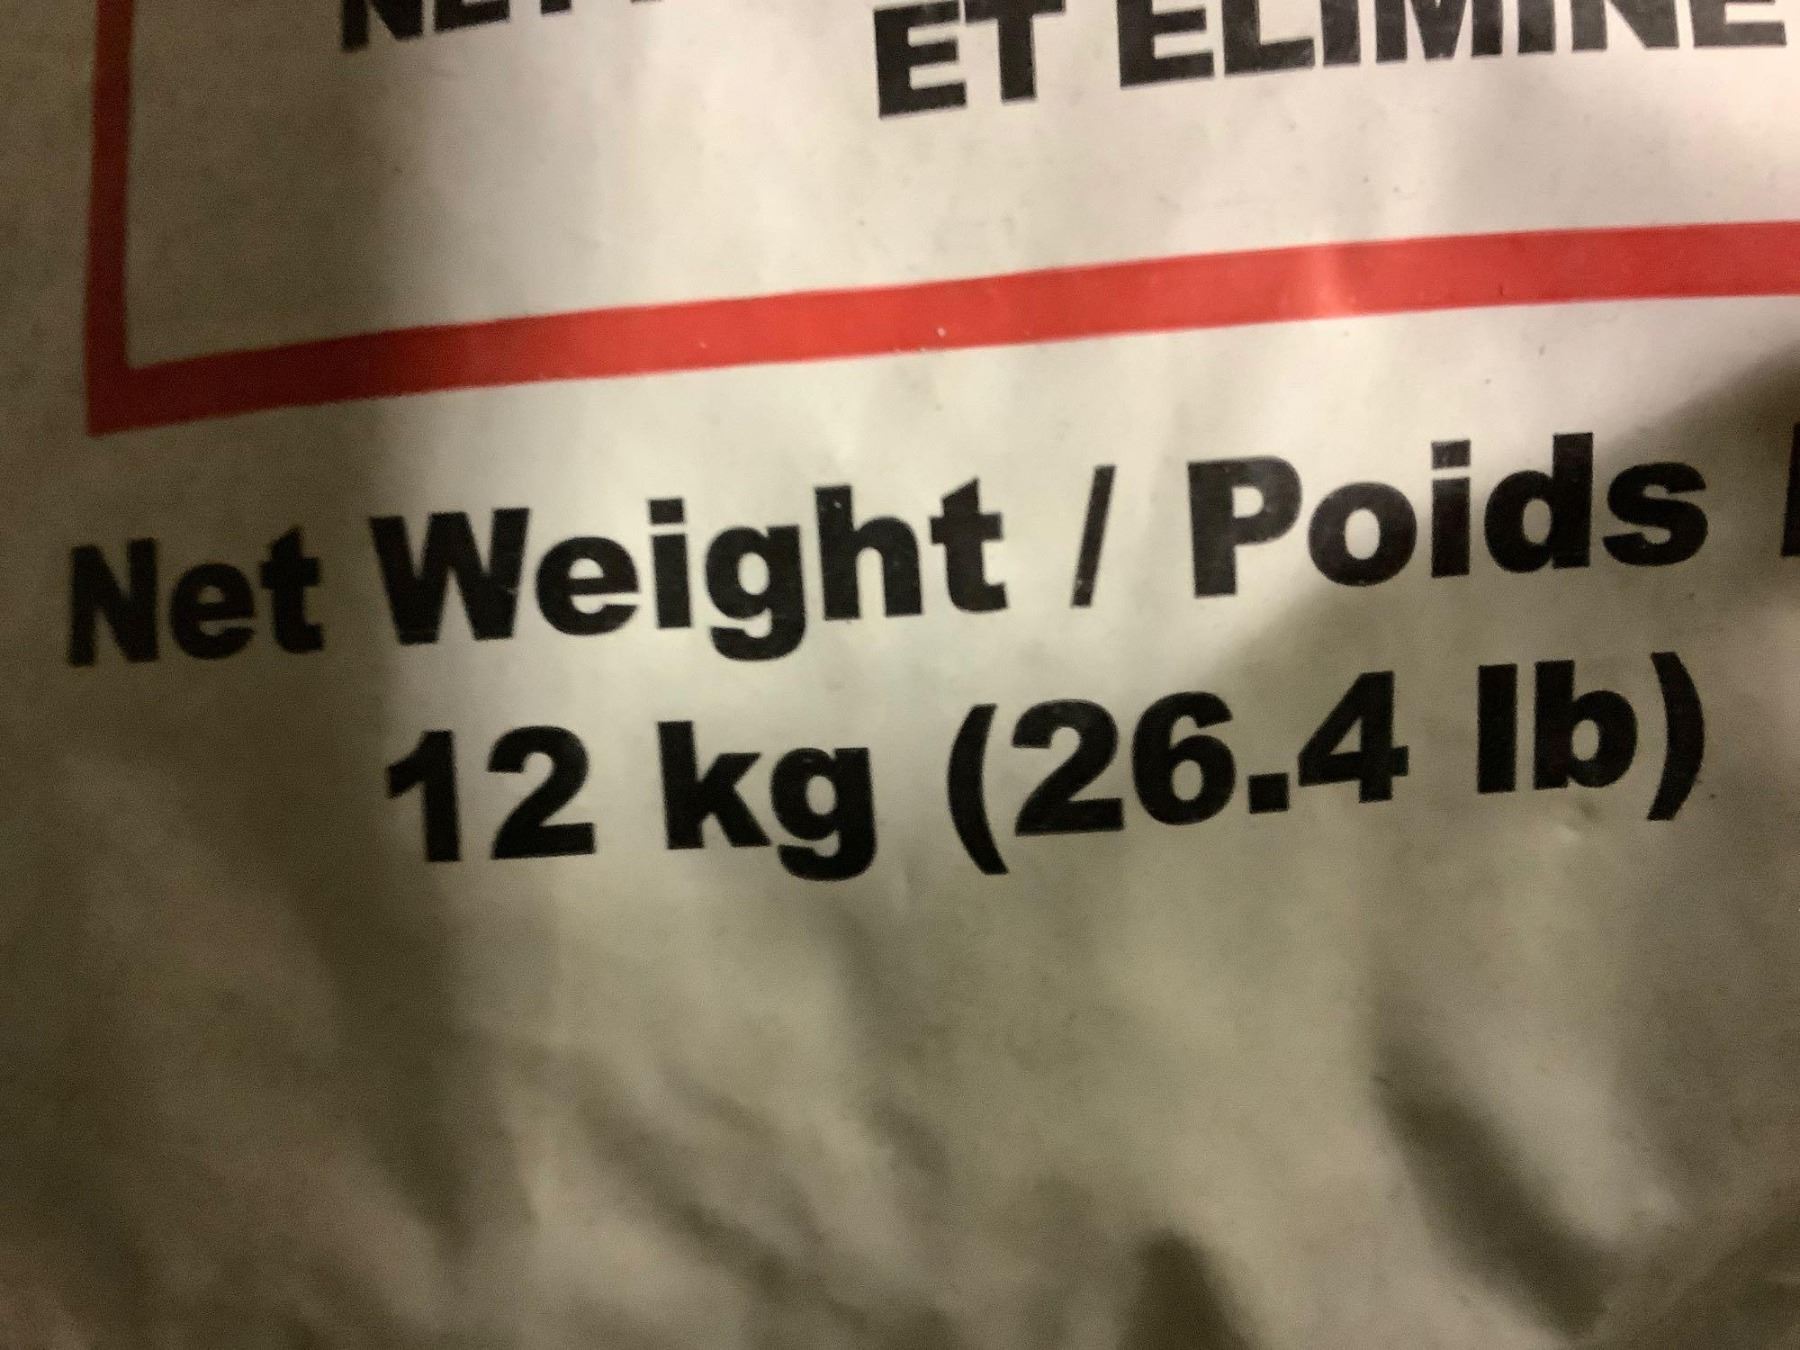 ET ELIMINE
Net Weight / Poids
12 kg (26.4 lb)